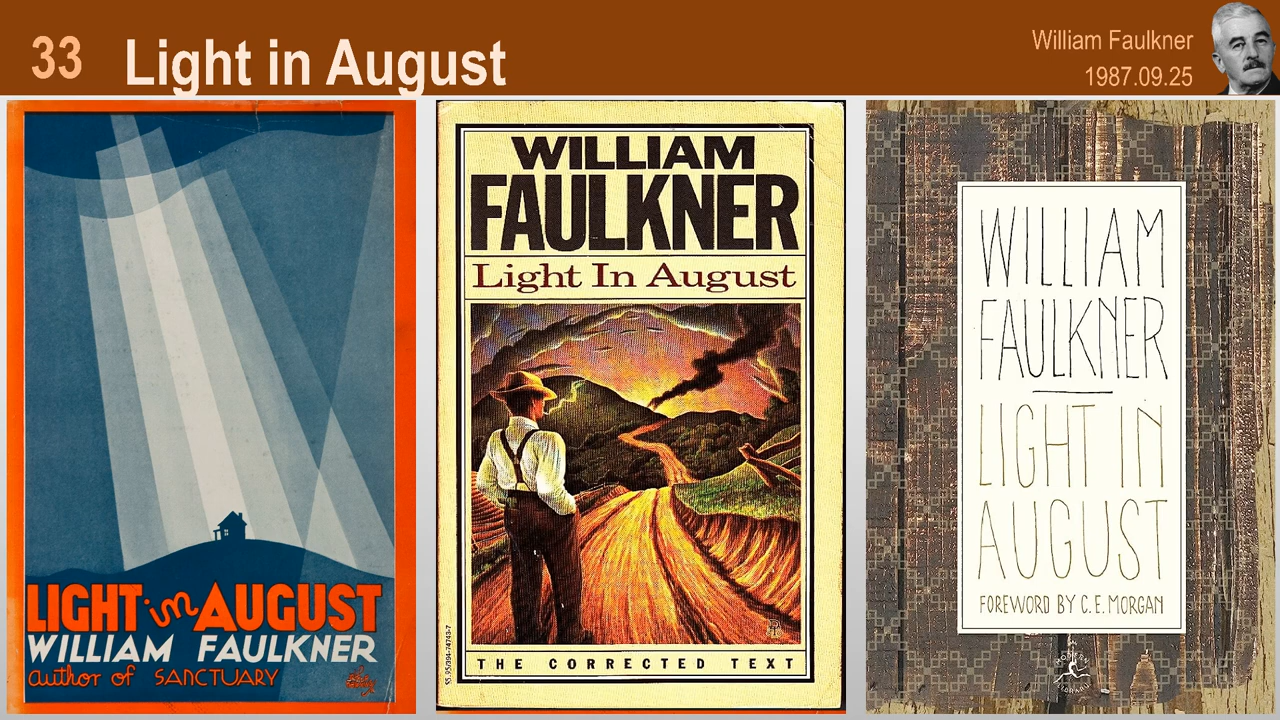 33 Light in August
William Faulkner
1987.09.25
LIGHT in AUGUST
WILLIAM FAULKNER
author of SANCTUARY
WILLIAM
FAULKNER
Light In August
THE CORRECTED TEXT
WILLIAM
FAULKNER
LIGHT IN
AUGUST
FOREWORD BY C. E. MORGAN